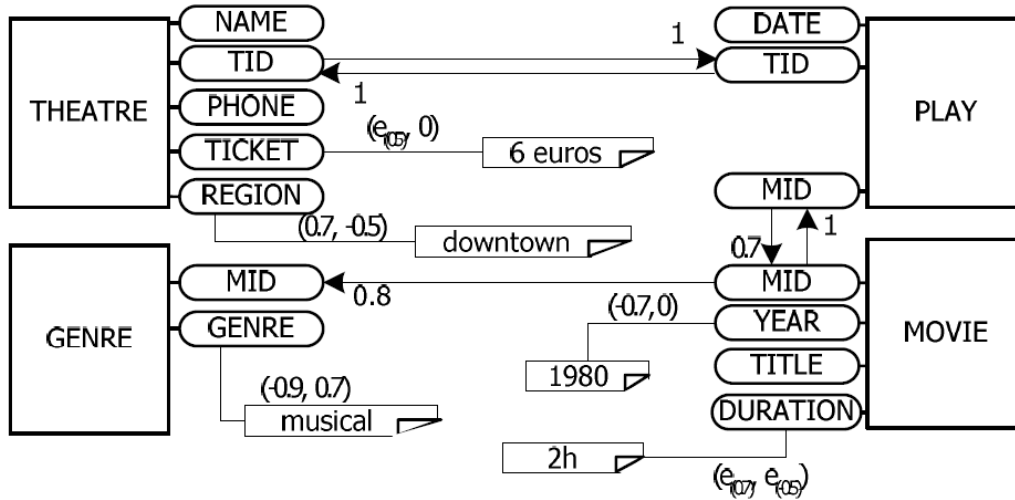 THEATRE
NAME
TID
PHONE
TICKET
REGION
1
1
(e(0.5), 0)
6 euros
(0.7, -0.5)
downtown
DATE
TID
PLAY
MID
0.7
1
GENRE
MID
GENRE
0.8
(-0.9, 0.7)
musical
MID
YEAR
TITLE
DURATION
MOVIE
(-0.7,0)
1980
2h
(e(0.7), e(-0.5))